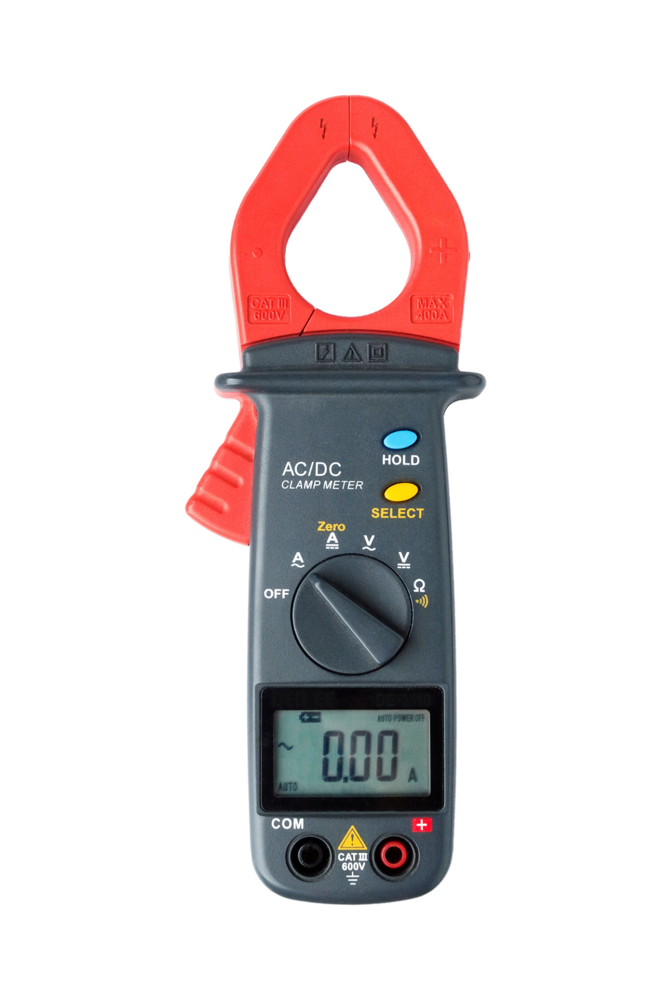 CAT III
600V
MAX
400A
HOLD
AC/DC
CLAMP METER
SELECT
Zero
A
V
A
V
OFF
Ω
AUTO POWER OFF
0.00 A
AUTO
COM
+
CAT III
600V